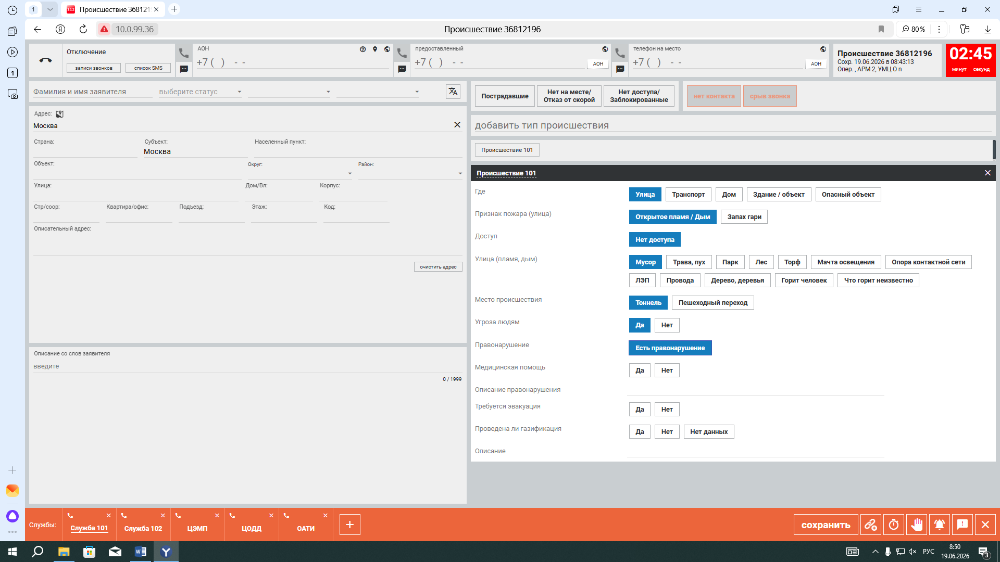 1
Происшествие 36812196
10.0.99.36
Происшествие 36812196
80 %
Отключение
записи звонков
список SMS
АОН
+7 ( ) - -
предоставленный
+7 ( ) - -
АОН
телефон на место
+7 ( ) - -
АОН
Происшествие 36812196
Сохр. 19.06.2026 в 08:43:13
Опер. , АРМ 2, УМЦ О п
02:45
минут секунд
Фамилия и имя заявителя
выберите статус
Пострадавшие
Нет на месте/
Отказ от скорой
Нет доступа/
Заблокированные
нет контакта
срыв звонка
Адрес:
Москва
Страна:
Субъект:
Москва
Населенный пункт:
Объект:
Округ:
Район:
Улица:
Дом/Вл:
Корпус:
Стр/соор:
Квартира/офис:
Подъезд:
Этаж:
Код:
Описательный адрес:
очистить адрес
Описание со слов заявителя
введите
0 / 1999
добавить тип происшествия
Происшествие 101
Происшествие 101
Где
Улица Транспорт Дом Здание / объект Опасный объект
Признак пожара (улица)
Открытое пламя / Дым Запах гари
Доступ
Нет доступа
Улица (пламя, дым)
Мусор Трава, пух Парк Лес Торф Мачта освещения Опора контактной сети
ЛЭП Провода Дерево, деревья Горит человек Что горит неизвестно
Место происшествия
Тоннель Пешеходный переход
Угроза людям
Да Нет
Правонарушение
Есть правонарушение
Медицинская помощь
Да Нет
Описание правонарушения
Требуется эвакуация
Да Нет
Проведена ли газификация
Да Нет Нет данных
Описание
Службы:
Служба 101
Служба 102
ЦЭМП
ЦОДД
ОАТИ
сохранить
РУС
8:50
19.06.2026
3